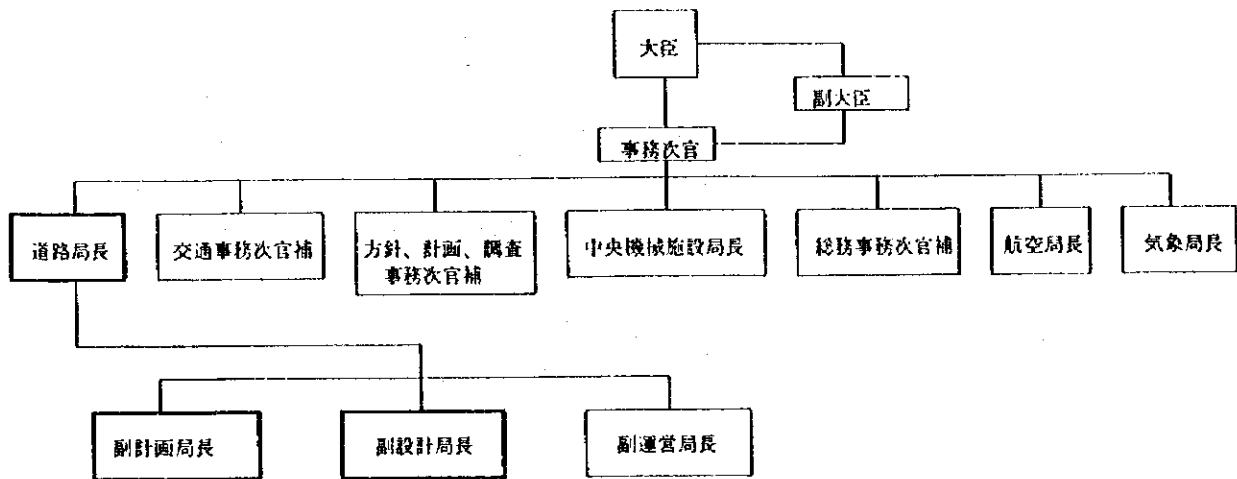 大臣
副大臣
事務次官
道路局長
交通事務次官補
方針、計画、調査
事務次官補
中央機械施設局長
総務事務次官補
航空局長
気象局長
副計画局長
副設計局長
副運営局長